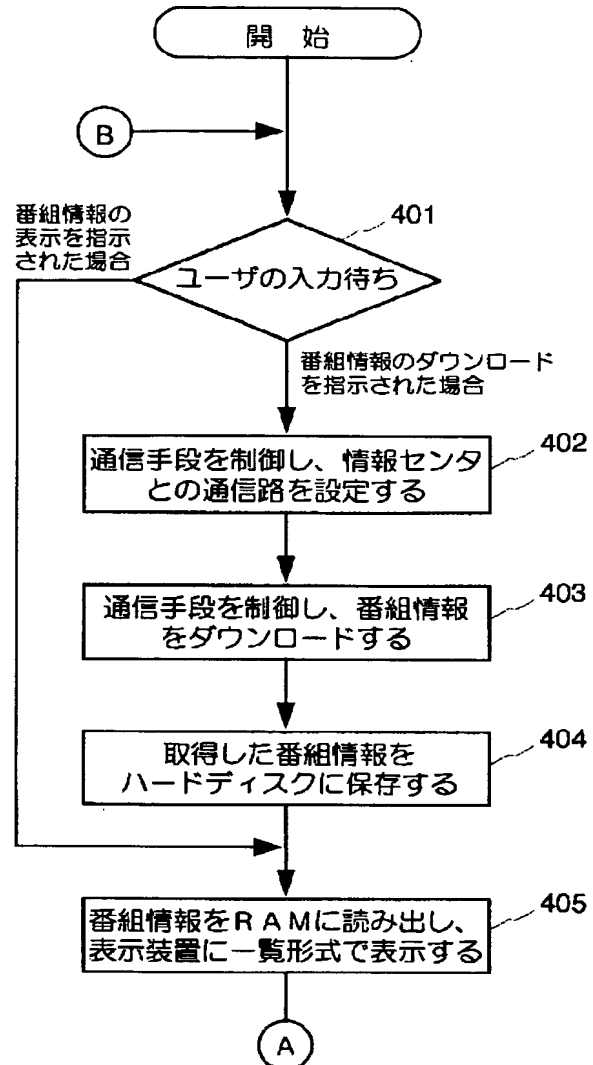 開 始
B
番組情報の
表示を指示
された場合
401
ユーザの入力待ち
番組情報のダウンロード
を指示された場合
402
通信手段を制御し、情報センタ
との通信路を設定する
403
通信手段を制御し、番組情報
をダウンロードする
404
取得した番組情報を
ハードディスクに保存する
405
番組情報をRAMに読み出し、
表示装置に一覧形式で表示する
A